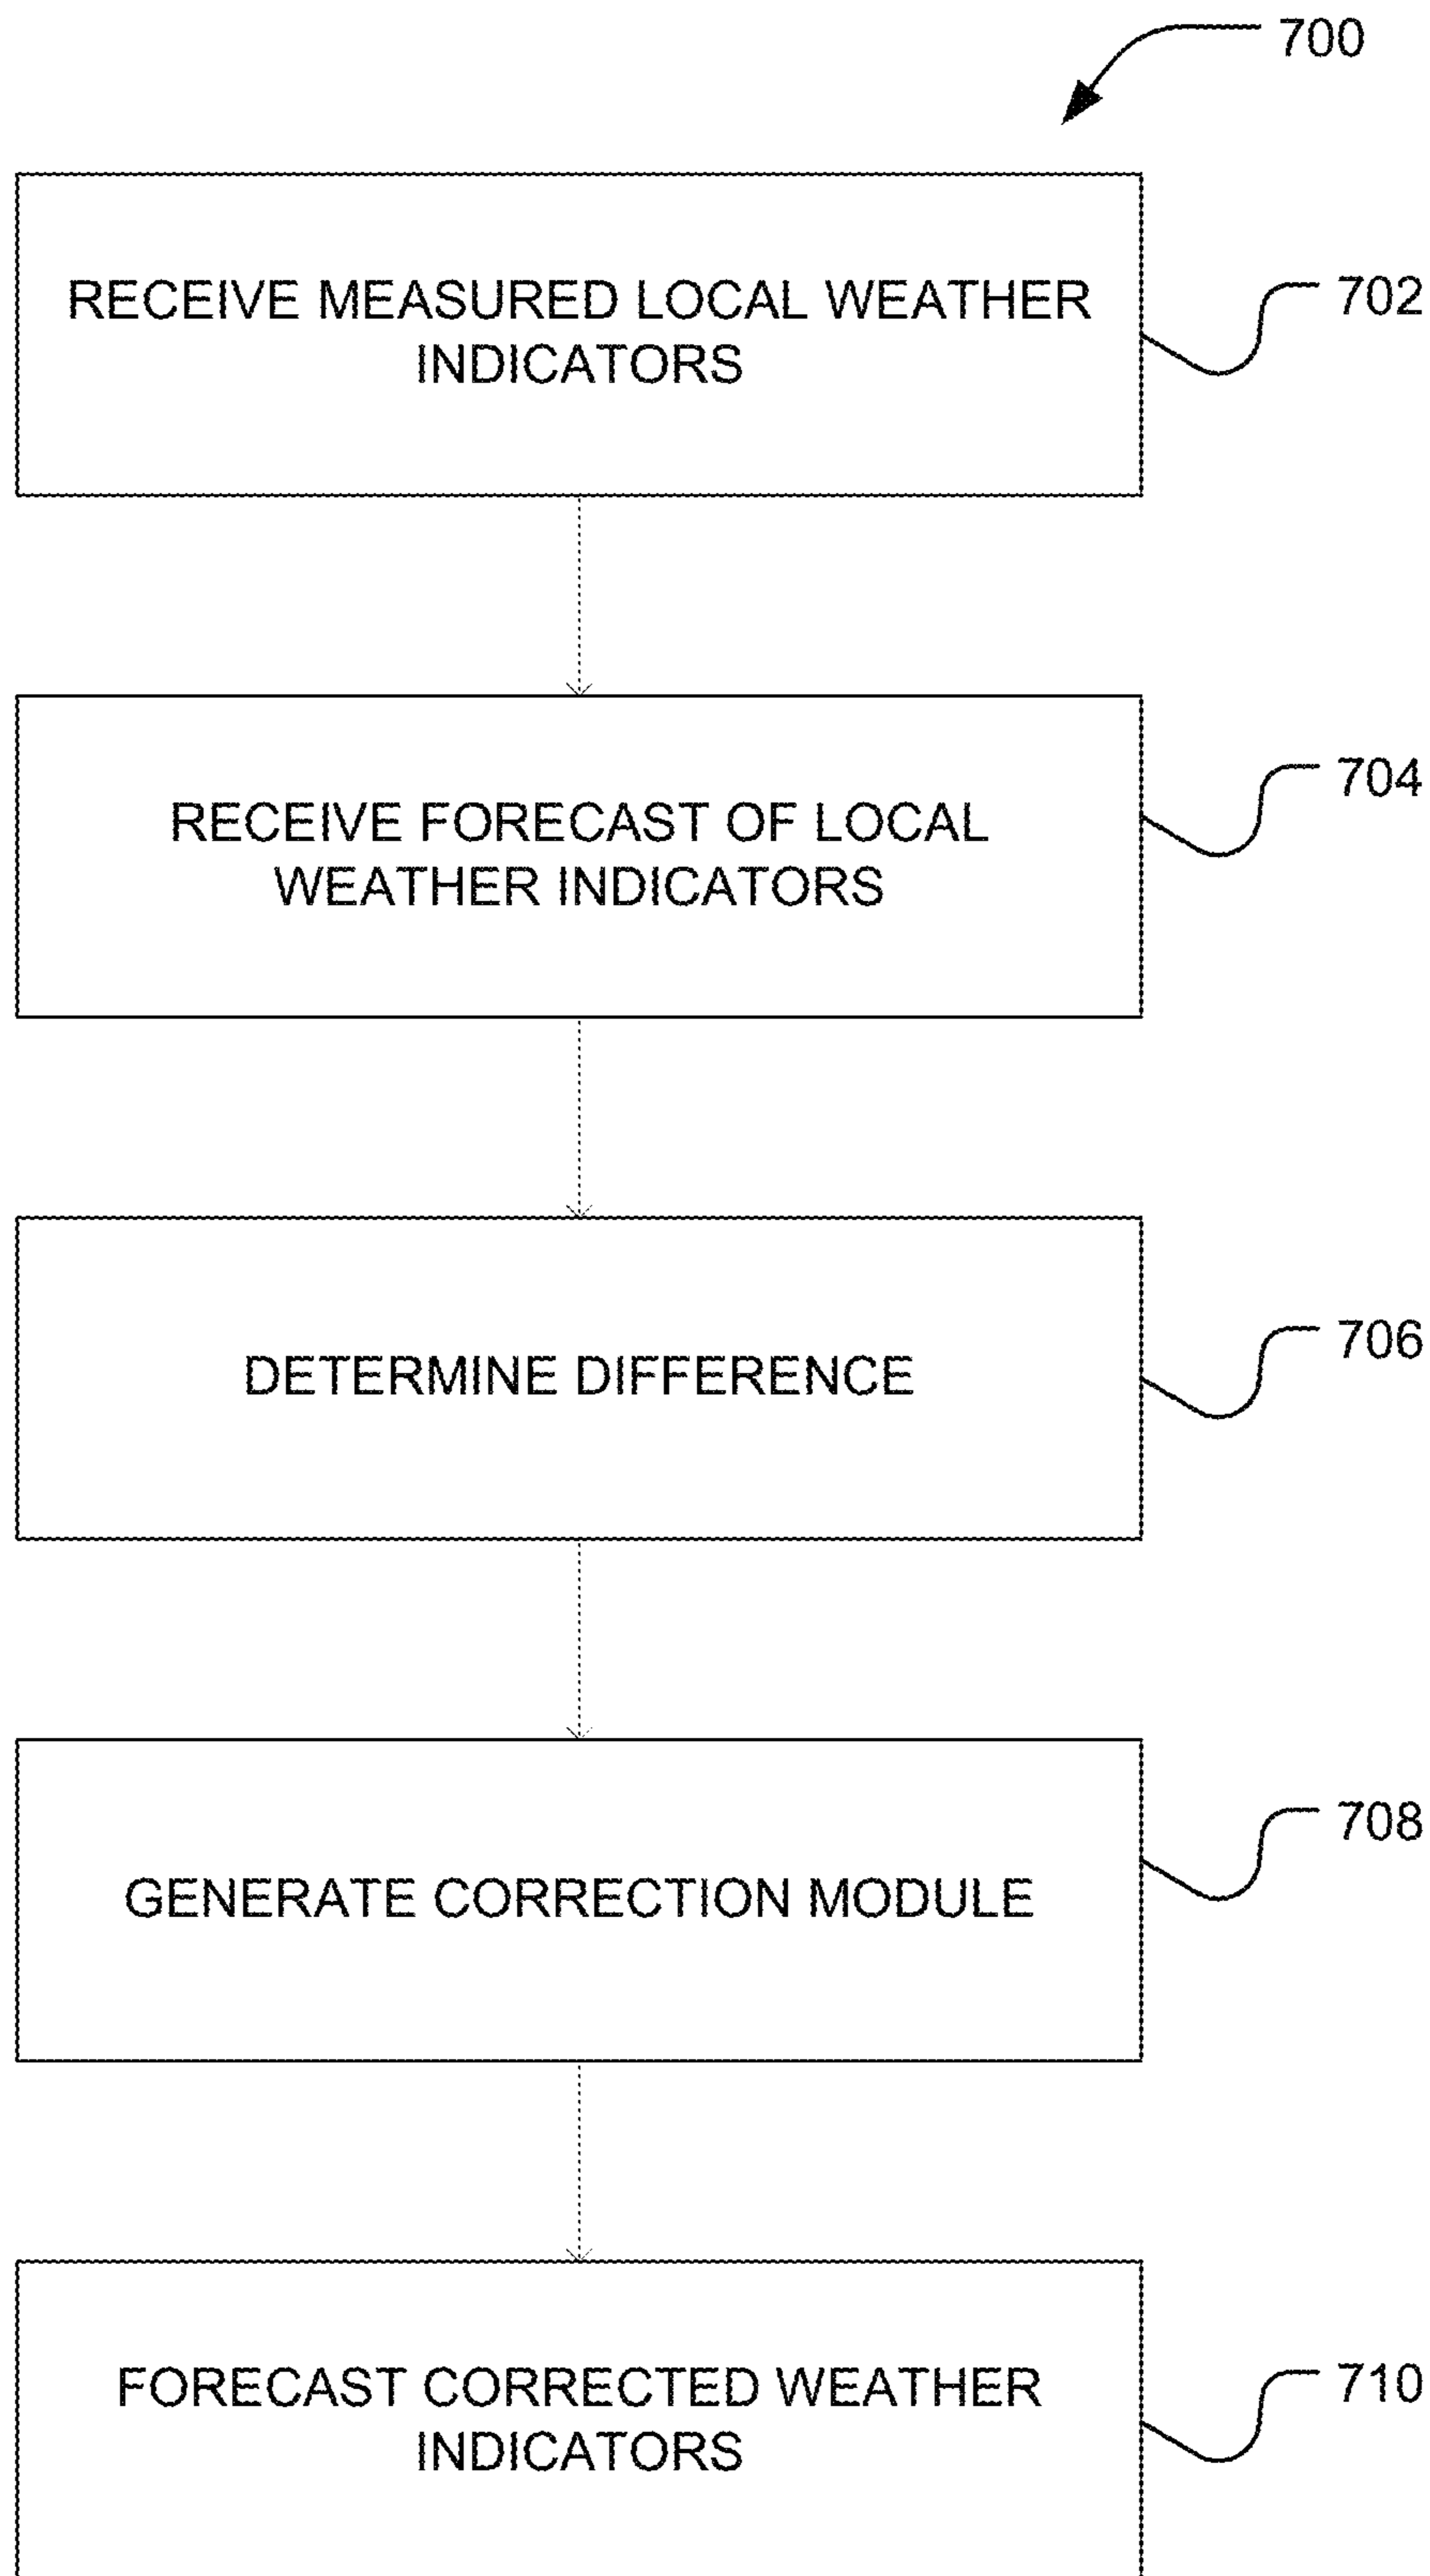 700
RECEIVE MEASURED LOCAL WEATHER
INDICATORS
702
RECEIVE FORECAST OF LOCAL
WEATHER INDICATORS
704
DETERMINE DIFFERENCE
706
GENERATE CORRECTION MODULE
708
FORECAST CORRECTED WEATHER
INDICATORS
710